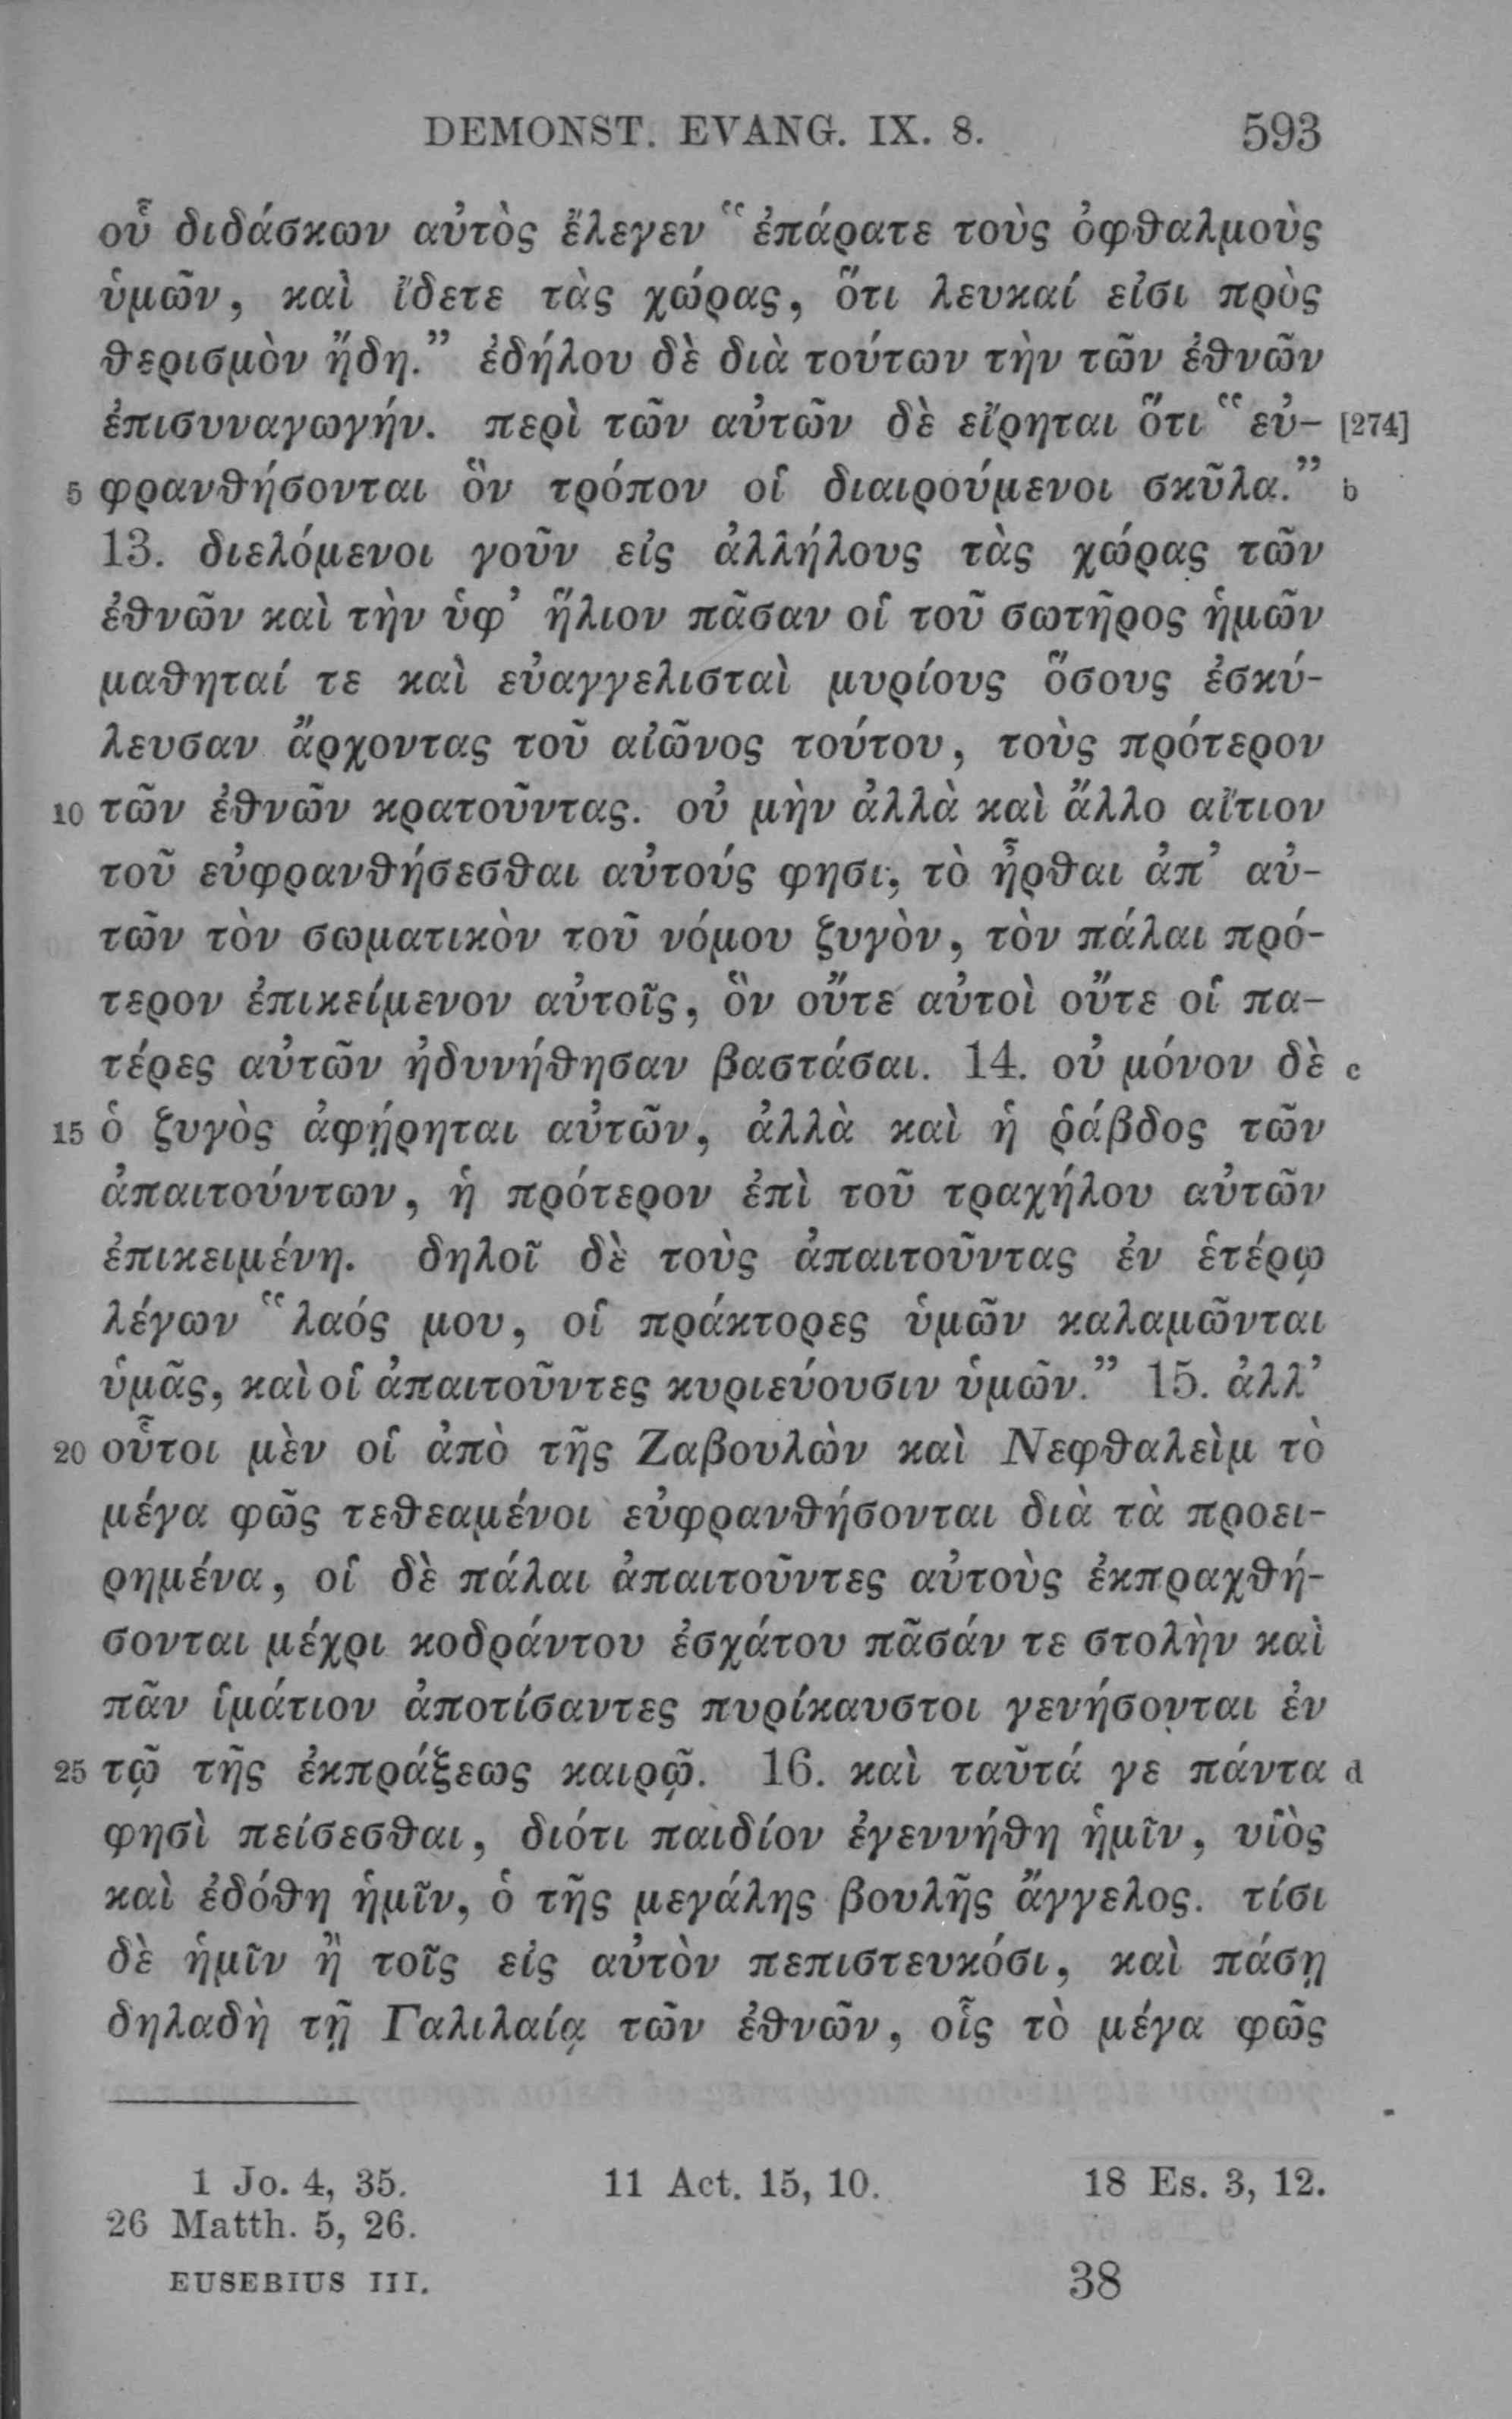 DEMONST. EVANG. IX. 8. 593
οὗ διδάσκων αὐτὸς ἔλεγεν “ἐπάρατε τοὺς ὀφθαλμοὺς
ὑμῶν, καὶ ἴδετε τὰς χώρας, ὅτι λευκαί εἰσι πρὸς
θερισμὸν ἤδη.” ἐδήλου δὲ διὰ τούτων τὴν τῶν ἐθνῶν
ἐπισυναγωγήν. περὶ τῶν αὐτῶν δὲ εἴρηται ὅτι “εὐ- [274]
5 φρανθήσονται ὃν τρόπον οἱ διαιρούμενοι σκῦλα.” b
13. διελόμενοι γοῦν εἰς ἀλλήλους τὰς χώρας τῶν
ἐθνῶν καὶ τὴν ὑφ’ ἥλιον πᾶσαν οἱ τοῦ σωτῆρος ἡμῶν
μαθηταί τε καὶ εὐαγγελισταὶ μυρίους ὅσους ἐσκύ-
λευσαν ἄρχοντας τοῦ αἰῶνος τούτου, τοὺς πρότερον
10 τῶν ἐθνῶν κρατοῦντας. οὐ μὴν ἀλλὰ καὶ ἄλλο αἴτιον
τοῦ εὐφρανθήσεσθαι αὐτούς φησι, τὸ ἦρθαι ἀπ’ αὐ-
τῶν τὸν σωματικὸν τοῦ νόμου ζυγὸν, τὸν πάλαι πρό-
τερον ἐπικείμενον αὐτοῖς, ὃν οὔτε αὐτοὶ οὔτε οἱ πα-
τέρες αὐτῶν ἠδυνήθησαν βαστάσαι. 14. οὐ μόνον δὲ c
15 ὁ ζυγὸς ἀφῄρηται αὐτῶν, ἀλλὰ καὶ ἡ ῥάβδος τῶν
ἀπαιτούντων, ἡ πρότερον ἐπὶ τοῦ τραχήλου αὐτῶν
ἐπικειμένη. δηλοῖ δὲ τοὺς ἀπαιτοῦντας ἐν ἑτέρῳ
λέγων “λαός μου, οἱ πράκτορες ὑμῶν καλαμῶνται
ὑμᾶς, καὶ οἱ ἀπαιτοῦντες κυριεύουσιν ὑμῶν.” 15. ἀλλ’
20 οὗτοι μὲν οἱ ἀπὸ τῆς Ζαβουλὼν καὶ Νεφθαλεὶμ τὸ
μέγα φῶς τεθεαμένοι εὐφρανθήσονται διὰ τὰ προει-
ρημένα, οἱ δὲ πάλαι ἀπαιτοῦντες αὐτοὺς ἐκπραχθή-
σονται μέχρι κοδράντου ἐσχάτου πᾶσάν τε στολὴν καὶ
πᾶν ἱμάτιον ἀποτίσαντες πυρίκαυστοι γενήσονται ἐν
25 τῷ τῆς ἐκπράξεως καιρῷ. 16. καὶ ταῦτά γε πάντα d
φησὶ πείσεσθαι, διότι παιδίον ἐγεννήθη ἡμῖν, υἱὸς
καὶ ἐδόθη ἡμῖν, ὁ τῆς μεγάλης βουλῆς ἄγγελος. τίσι
δὲ ἡμῖν ἢ τοῖς εἰς αὐτὸν πεπιστευκόσι, καὶ πάσῃ
δηλαδὴ τῇ Γαλιλαίᾳ τῶν ἐθνῶν, οἷς τὸ μέγα φῶς
1 Jo. 4, 35. 11 Act. 15, 10. 18 Es. 3, 12.
26 Matth. 5, 26.
EUSEBIUS III. 38